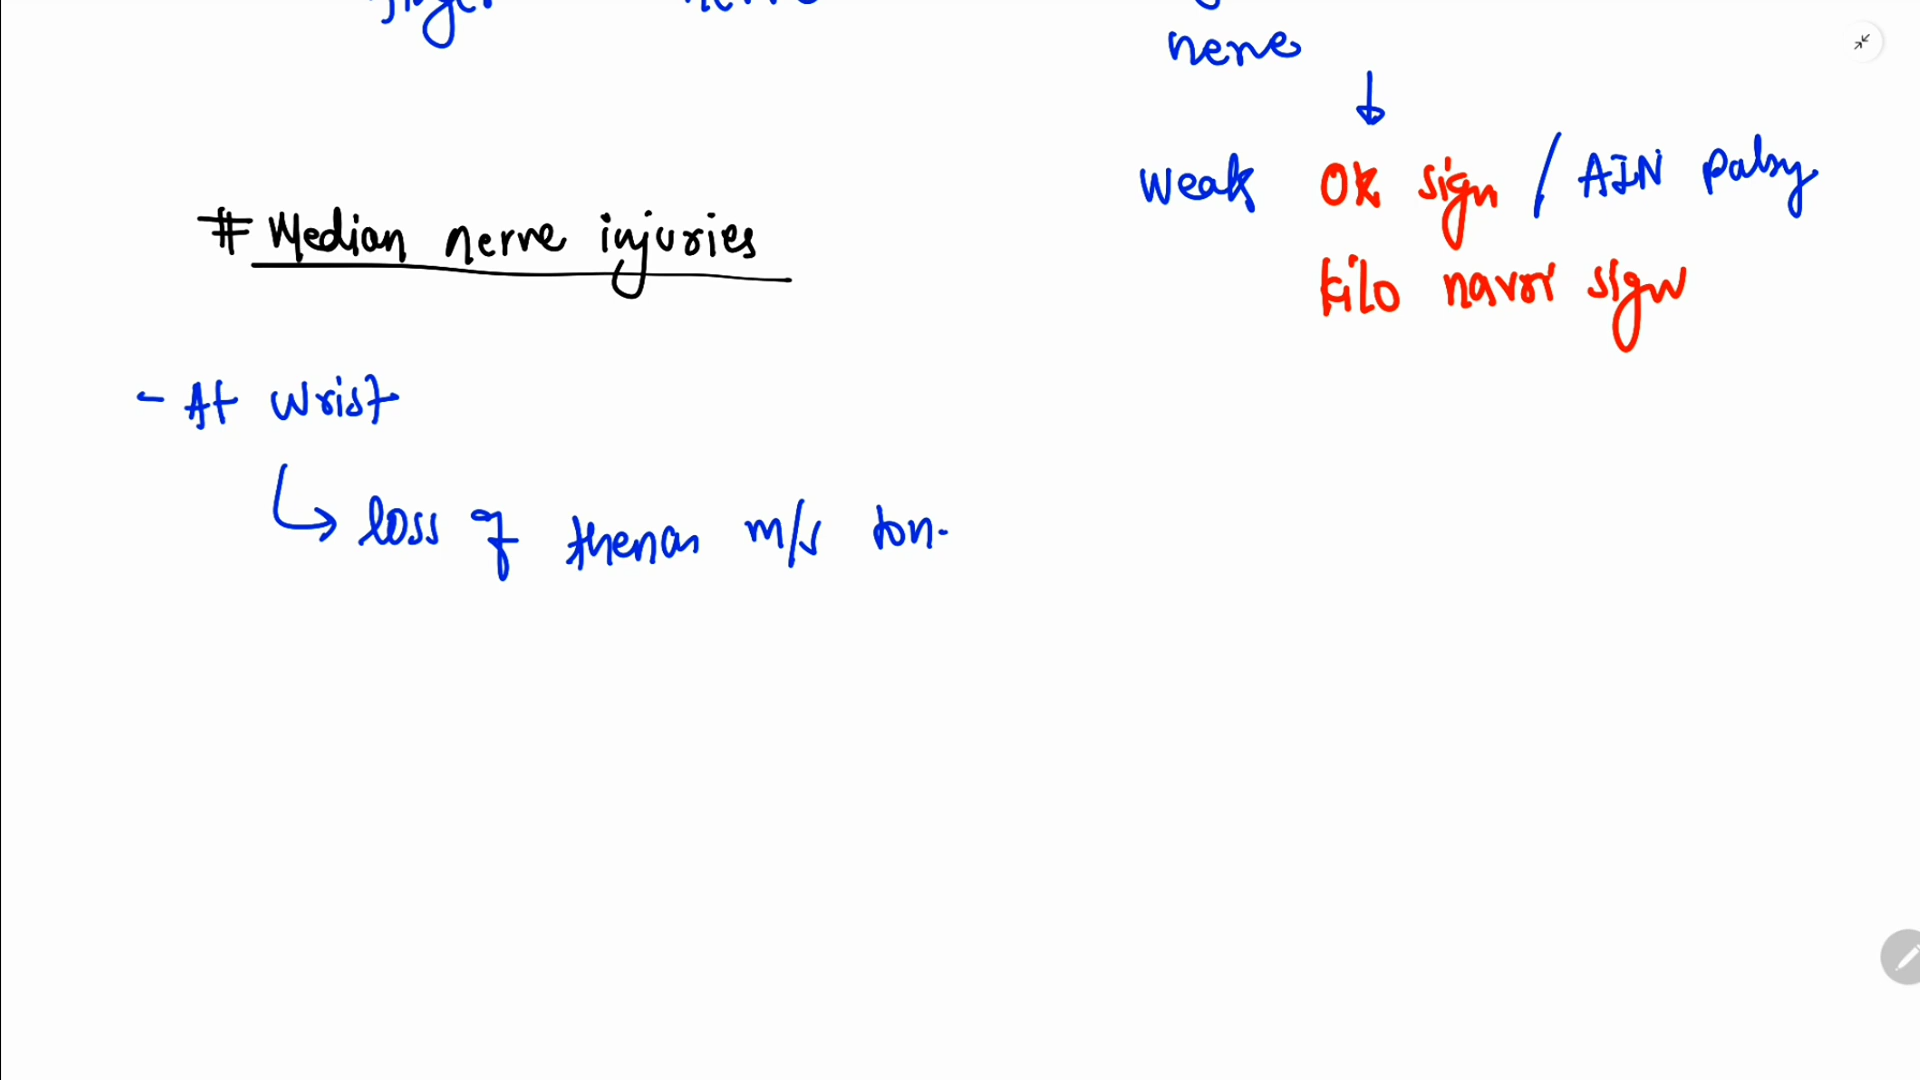 nerve
weak OK sign / AIN palsy
kilo navor sign
# Median nerve injuries
- At wrist
loss of thenar m/s ton.